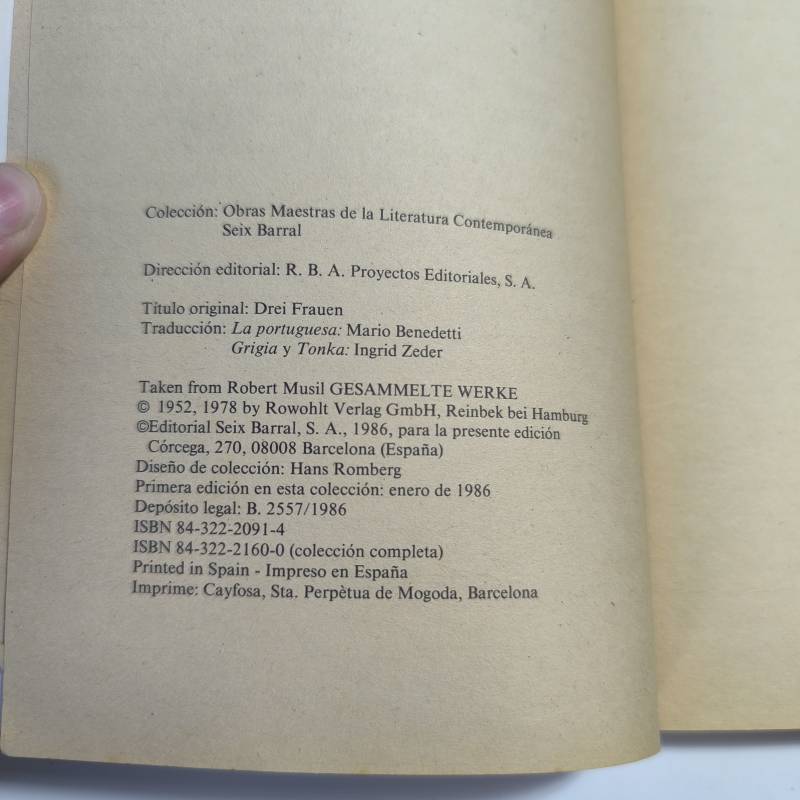 Colección: Obras Maestras de la Literatura Contemporánea
Seix Barral
Dirección editorial: R. B. A. Proyectos Editoriales, S. A.
Título original: Drei Frauen
Traducción: La portuguesa: Mario Benedetti
Grigia y Tonka: Ingrid Zeder
Taken from Robert Musil GESAMMELTE WERKE
© 1952, 1978 by Rowohlt Verlag GmbH, Reinbek bei Hamburg
©Editorial Seix Barral, S. A., 1986, para la presente edición
Córcega, 270, 08008 Barcelona (España)
Diseño de colección: Hans Romberg
Primera edición en esta colección: enero de 1986
Depósito legal: B. 2557/1986
ISBN 84-322-2091-4
ISBN 84-322-2160-0 (colección completa)
Printed in Spain - Impreso en España
Imprime: Cayfosa, Sta. Perpètua de Mogoda, Barcelona